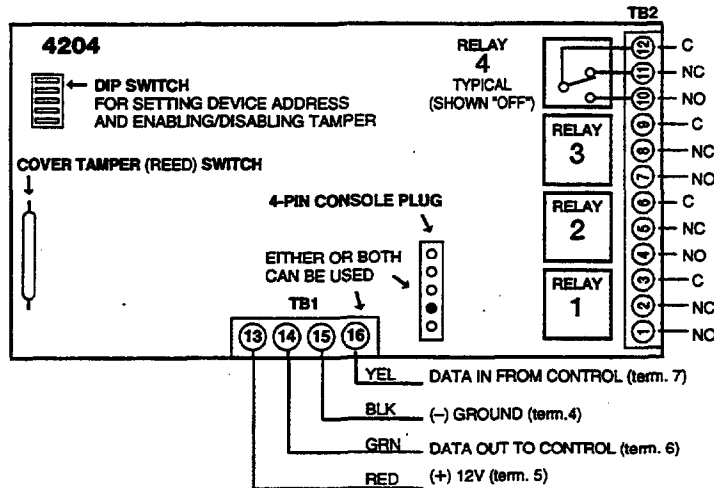 TB2
4204
RELAY
4
TYPICAL
(SHOWN "OFF")
12 C
11 NC
10 NO
DIP SWITCH
FOR SETTING DEVICE ADDRESS
AND ENABLING/DISABLING TAMPER
RELAY
3
9 C
8 NC
7 NO
COVER TAMPER (REED) SWITCH
4-PIN CONSOLE PLUG
RELAY
2
6 C
5 NC
4 NO
EITHER OR BOTH
CAN BE USED
RELAY
1
3 C
2 NC
1 NO
TB1
13 14 15 16
YEL DATA IN FROM CONTROL (term. 7)
BLK (–) GROUND (term.4)
GRN DATA OUT TO CONTROL (term. 6)
RED (+) 12V (term. 5)